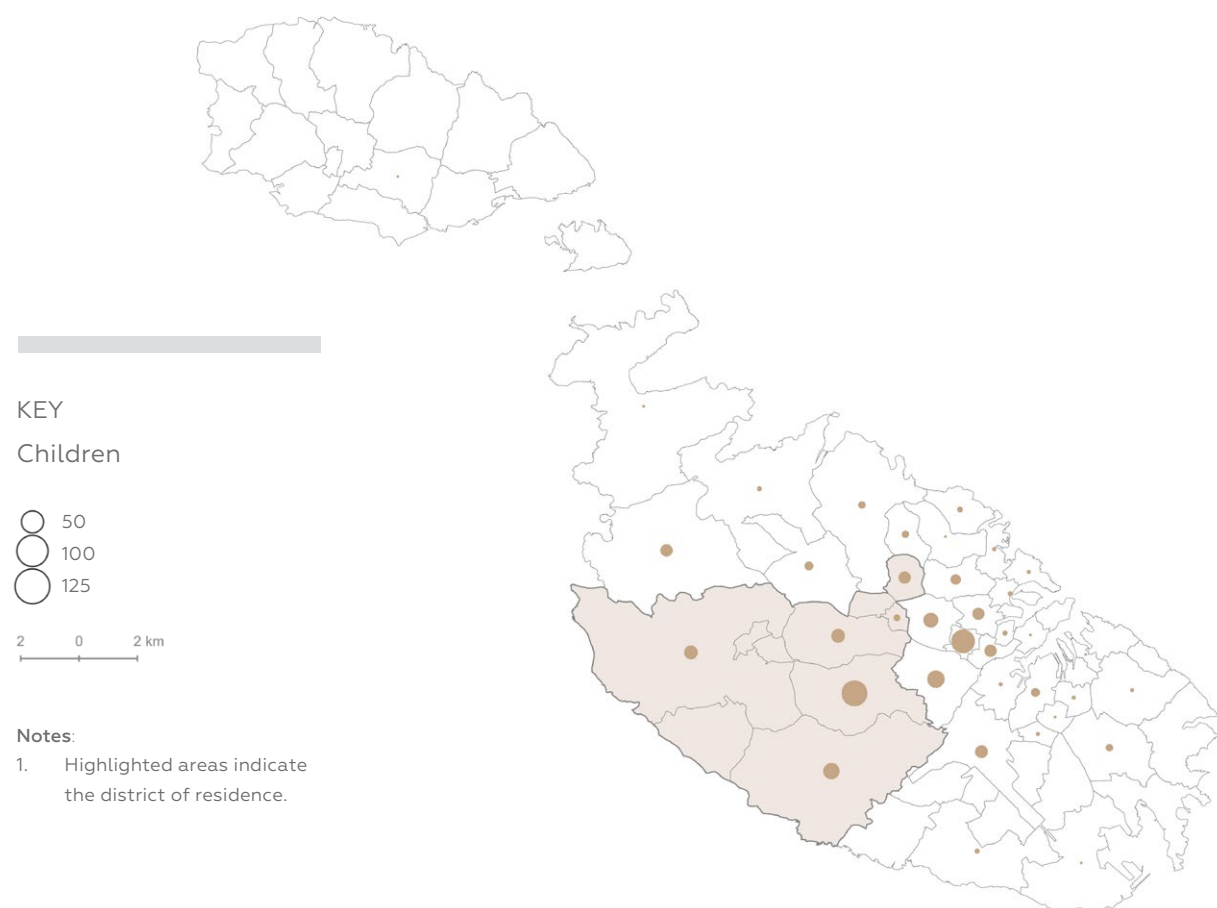 KEY
Children
50
100
125
2 0 2 km
Notes:
1. Highlighted areas indicate
the district of residence.